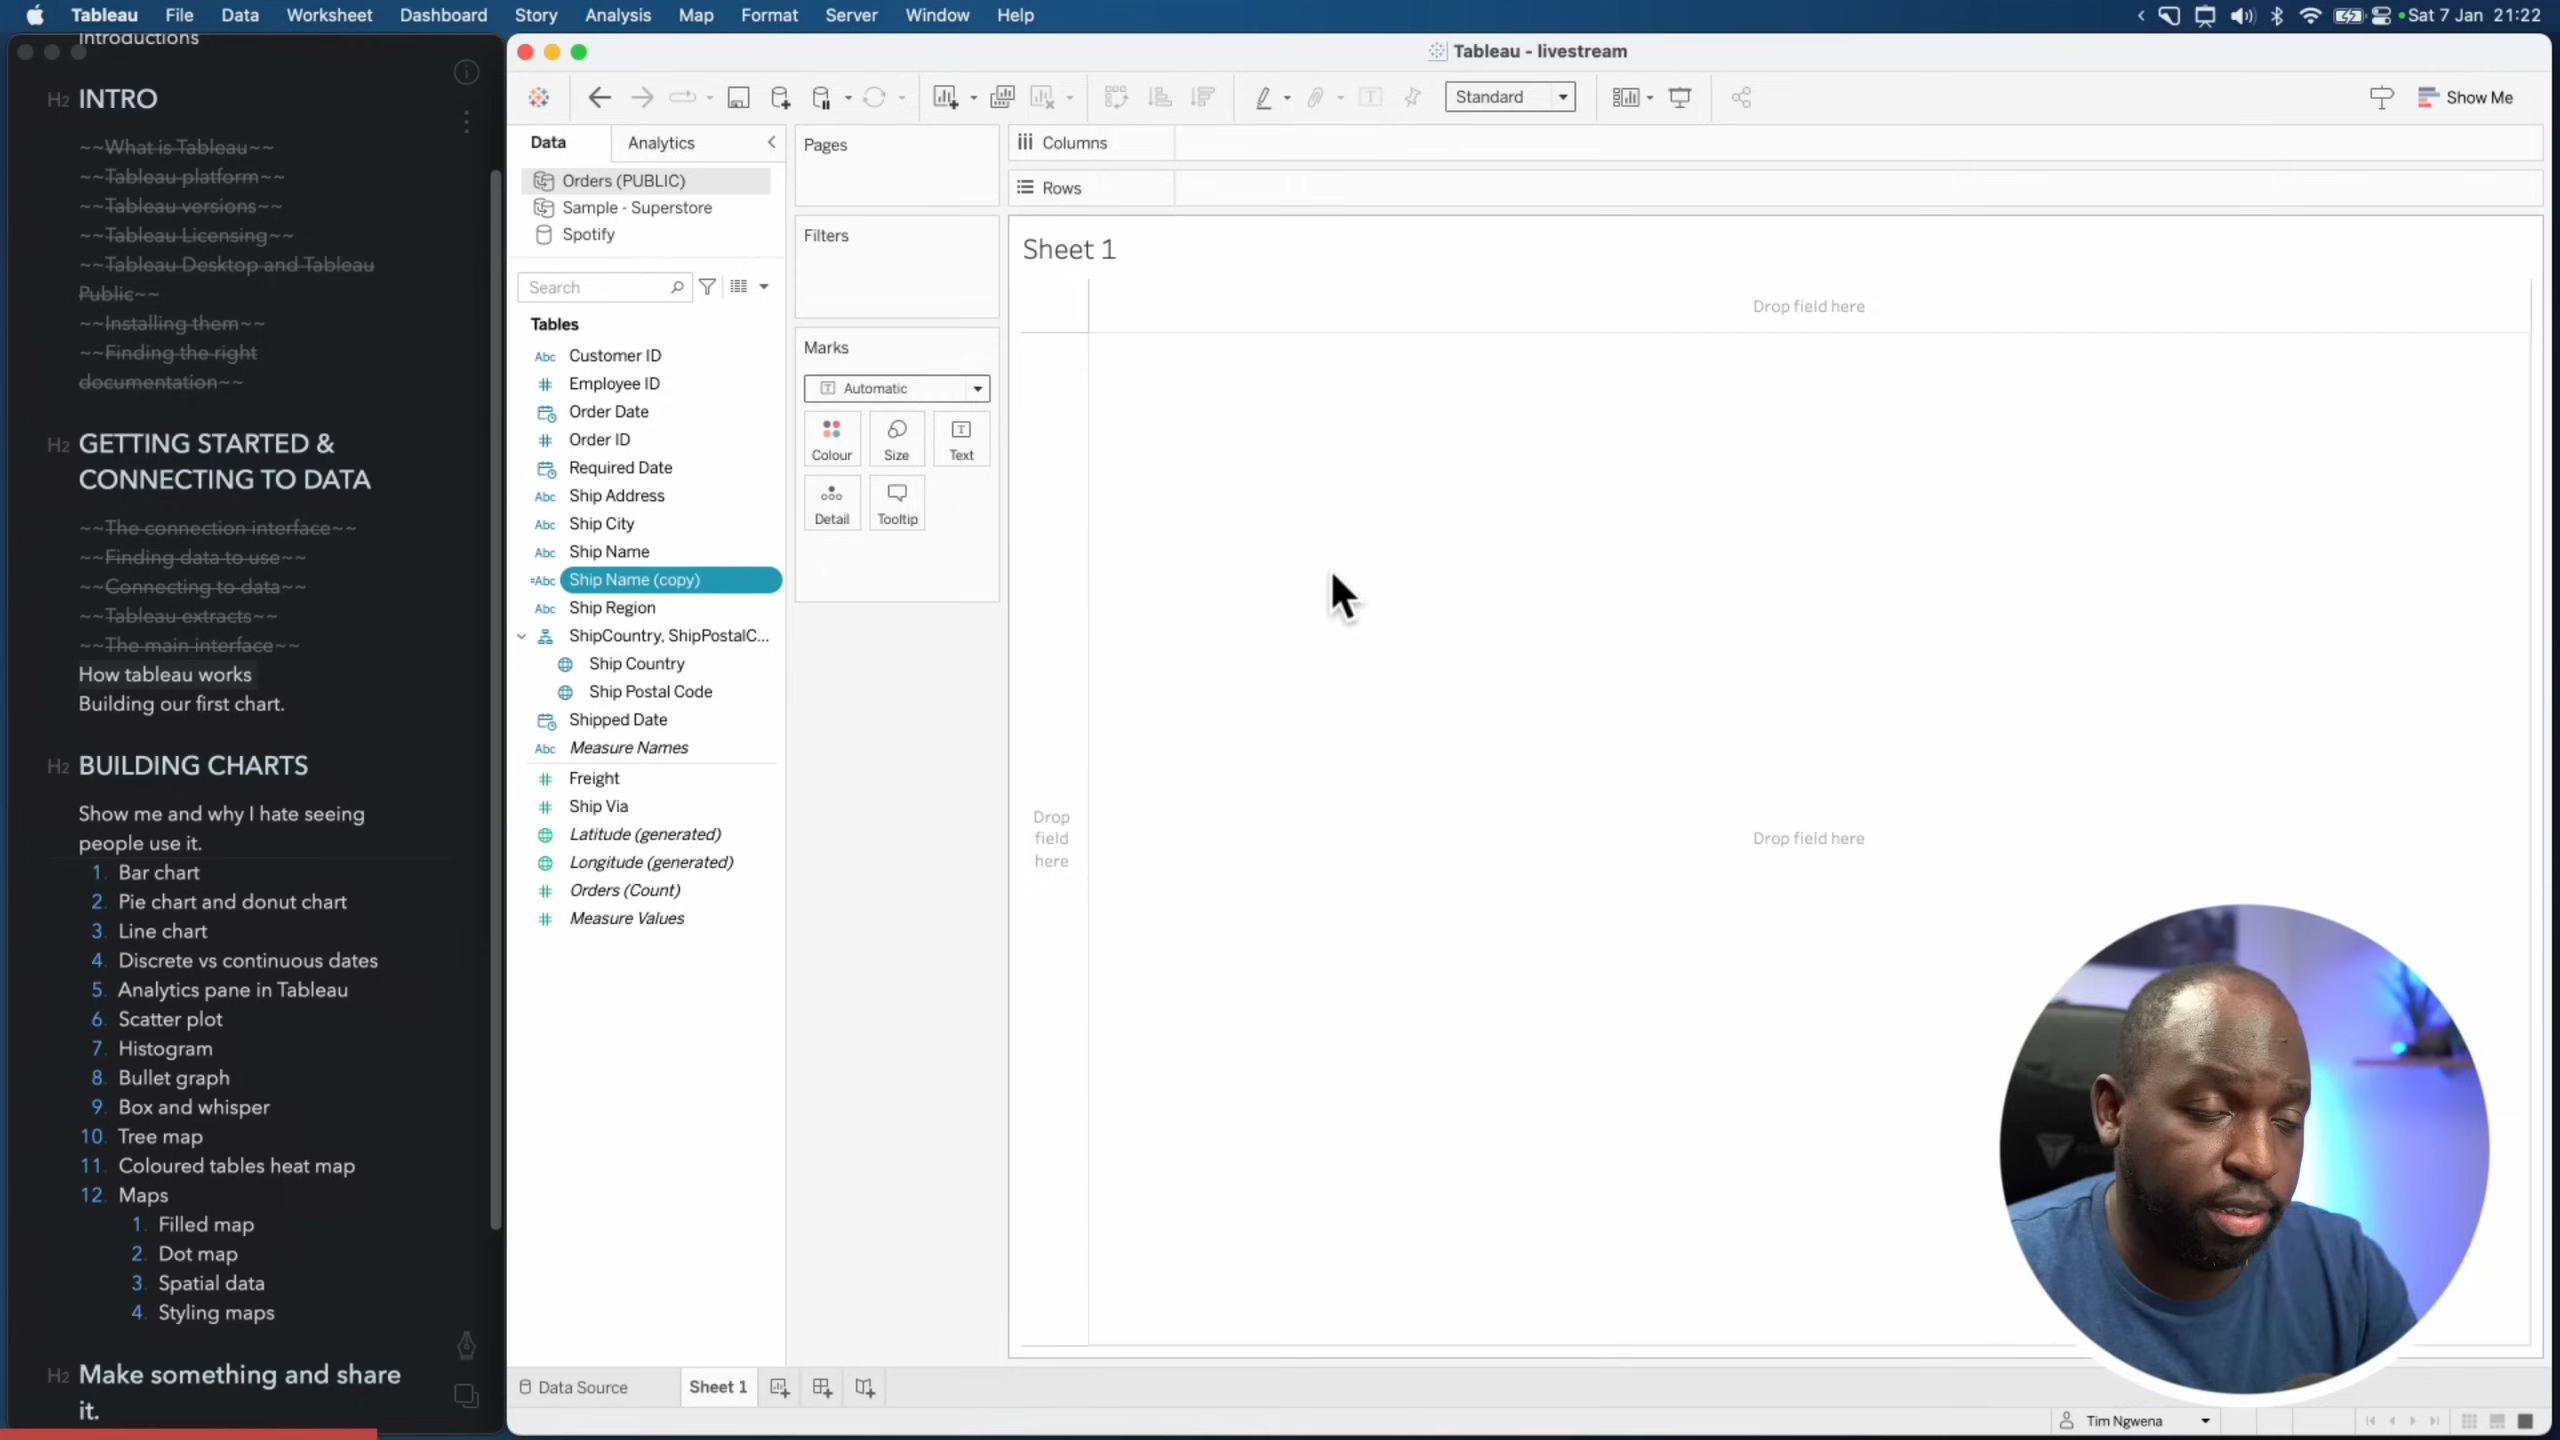 Tableau File Data Worksheet Dashboard Story Analysis Map Format Server Window Help Sat 7 Jan 21:22
Introductions
H2 INTRO
~~What is Tableau~~
~~Tableau platform~~
~~Tableau versions~~
~~Tableau Licensing~~
~~Tableau Desktop and Tableau
Public~~
~~Installing them~~
~~Finding the right
documentation~~
H2 GETTING STARTED &
CONNECTING TO DATA
~~The connection interface~~
~~Finding data to use~~
~~Connecting to data~~
~~Tableau extracts~~
~~The main interface~~
How tableau works
Building our first chart.
H2 BUILDING CHARTS
Show me and why I hate seeing
people use it.
1. Bar chart
2. Pie chart and donut chart
3. Line chart
4. Discrete vs continuous dates
5. Analytics pane in Tableau
6. Scatter plot
7. Histogram
8. Bullet graph
9. Box and whisper
10. Tree map
11. Coloured tables heat map
12. Maps
1. Filled map
2. Dot map
3. Spatial data
4. Styling maps
H2 Make something and share
it.
Tableau - livestream
Standard
Show Me
Data Analytics
Orders (PUBLIC)
Sample - Superstore
Spotify
Search
Tables
Abc Customer ID
# Employee ID
Order Date
# Order ID
Required Date
Abc Ship Address
Abc Ship City
Abc Ship Name
=Abc Ship Name (copy)
Abc Ship Region
ShipCountry, ShipPostalC...
Ship Country
Ship Postal Code
Shipped Date
Abc Measure Names
# Freight
# Ship Via
Latitude (generated)
Longitude (generated)
# Orders (Count)
# Measure Values
Pages
Filters
Marks
Automatic
Colour Size Text
Detail Tooltip
Columns
Rows
Sheet 1
Drop field here
Drop
field
here
Drop field here
Data Source Sheet 1
Tim Ngwena